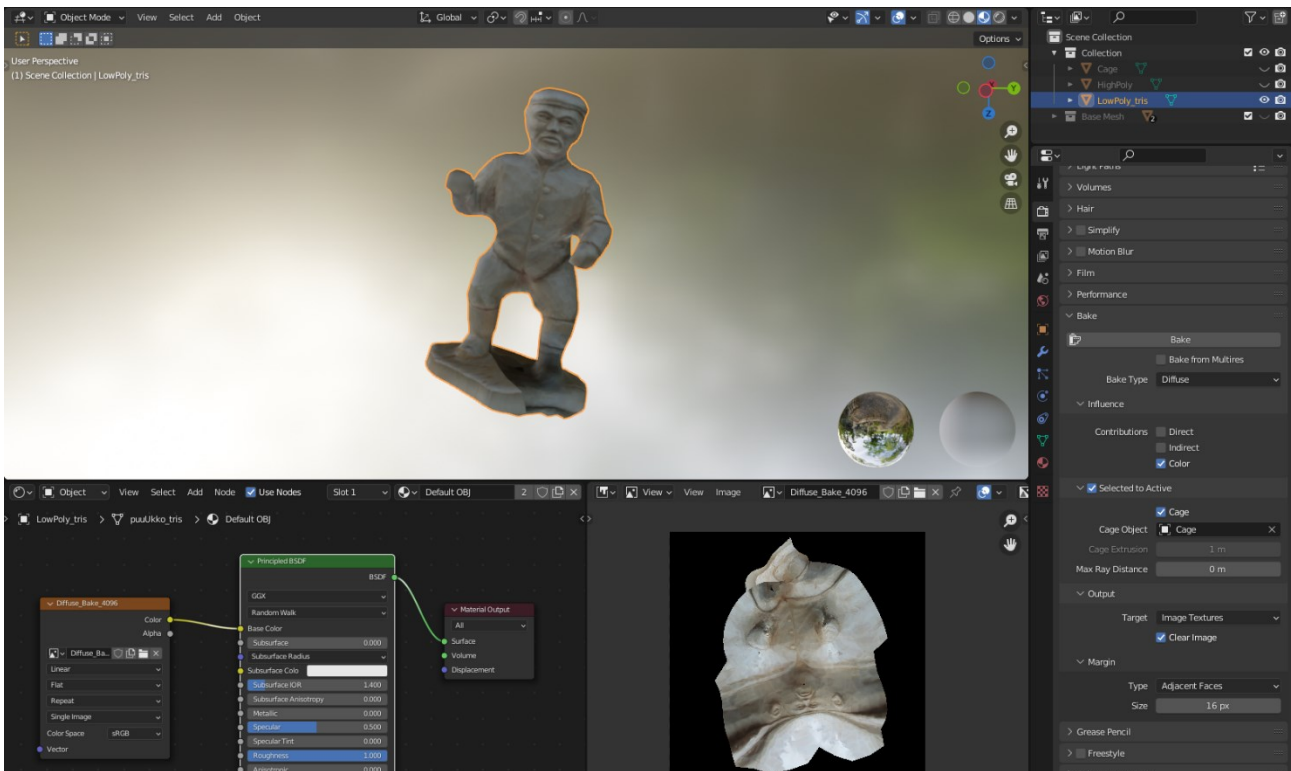 Object Mode View Select Add Object Global
Options
User Perspective
(1) Scene Collection | LowPoly_tris
Y
Z
Scene Collection
Collection
Cage
HighPoly
LowPoly_tris
Base Mesh 2
Light Paths
Volumes
Hair
Simplify
Motion Blur
Film
Performance
Bake
Bake
Bake from Multires
Bake Type Diffuse
Influence
Contributions Direct
Indirect
Color
Selected to Active
Cage
Cage Object Cage
Cage Extrusion 1 m
Max Ray Distance 0 m
Output
Target Image Textures
Clear Image
Margin
Type Adjacent Faces
Size 16 px
Grease Pencil
Freestyle
Object View Select Add Node Use Nodes Slot 1 Default OBJ 2
LowPoly_tris > puuUkko_tris > Default OBJ
Diffuse_Bake_4096
Color
Alpha
Diffuse_Ba...
Linear
Flat
Repeat
Single Image
Color Space sRGB
Vector
Principled BSDF
BSDF
GGX
Random Walk
Base Color
Subsurface 0.000
Subsurface Radius
Subsurface Colo
Subsurface IOR 1.400
Subsurface Anisotropy 0.000
Metallic 0.000
Specular 0.500
Specular Tint 0.000
Roughness 1.000
Anisotropic 0.000
Material Output
All
Surface
Volume
Displacement
View View Image Diffuse_Bake_4096